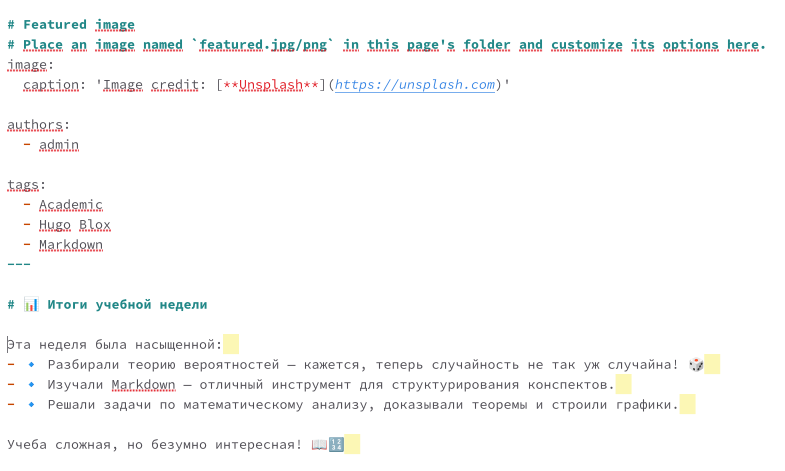 # Featured image
# Place an image named `featured.jpg/png` in this page's folder and customize its options here.
image:
  caption: 'Image credit: [**Unsplash**](https://unsplash.com)'

authors:
  - admin

tags:
  - Academic
  - Hugo Blox
  - Markdown
---

# 📊 Итоги учебной недели

Эта неделя была насыщенной:
- 🔹 Разбирали теорию вероятностей — кажется, теперь случайность не так уж случайна! 🎲
- 🔹 Изучали Markdown — отличный инструмент для структурирования конспектов.
- 🔹 Решали задачи по математическому анализу, доказывали теоремы и строили графики.

Учеба сложная, но безумно интересная! 📖🔢